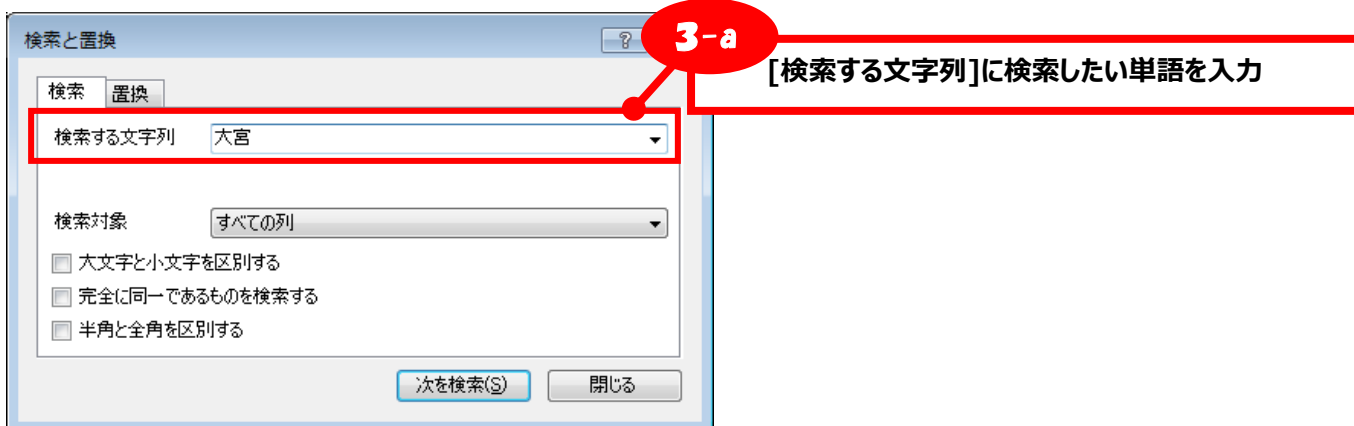 検索と置換
?
3-a
[検索する文字列]に検索したい単語を入力
検索 置換
検索する文字列 大宮
検索対象 すべての列
大文字と小文字を区別する
完全に同一であるものを検索する
半角と全角を区別する
次を検索(S) 閉じる